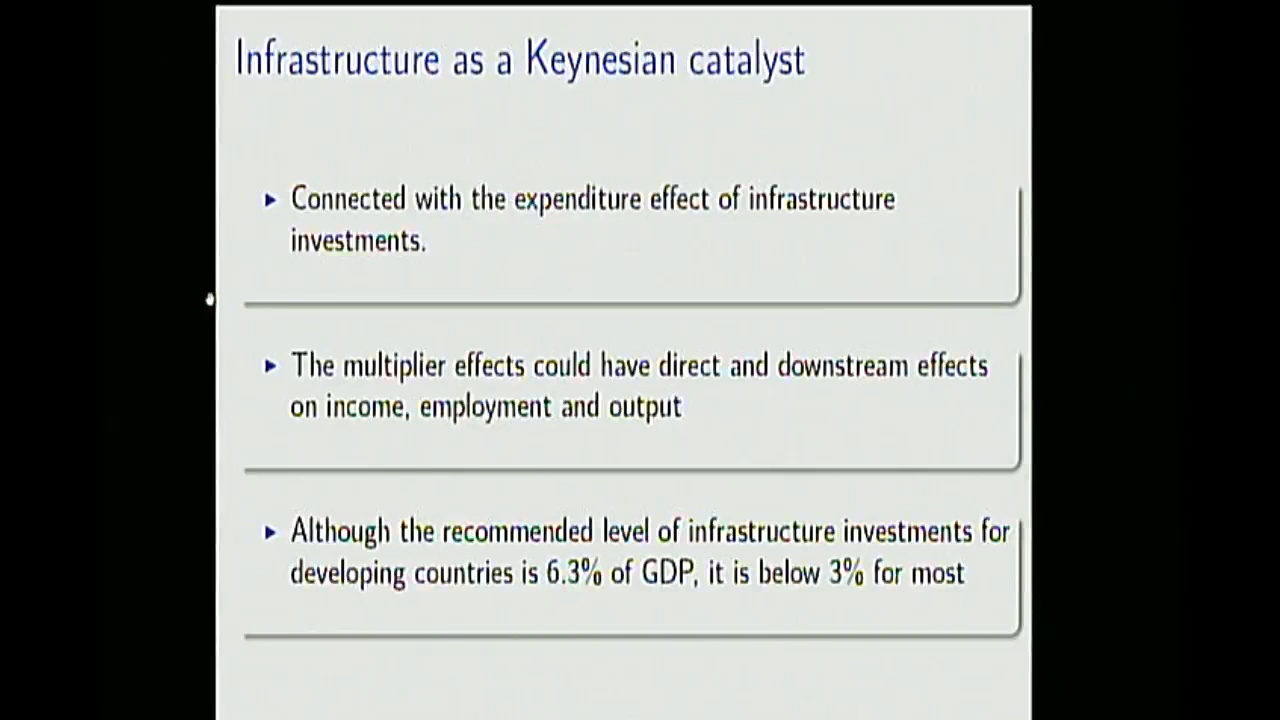 Infrastructure as a Keynesian catalyst
Connected with the expenditure effect of infrastructure
investments.
The multiplier effects could have direct and downstream effects
on income, employment and output
Although the recommended level of infrastructure investments for
developing countries is 6.3% of GDP, it is below 3% for most